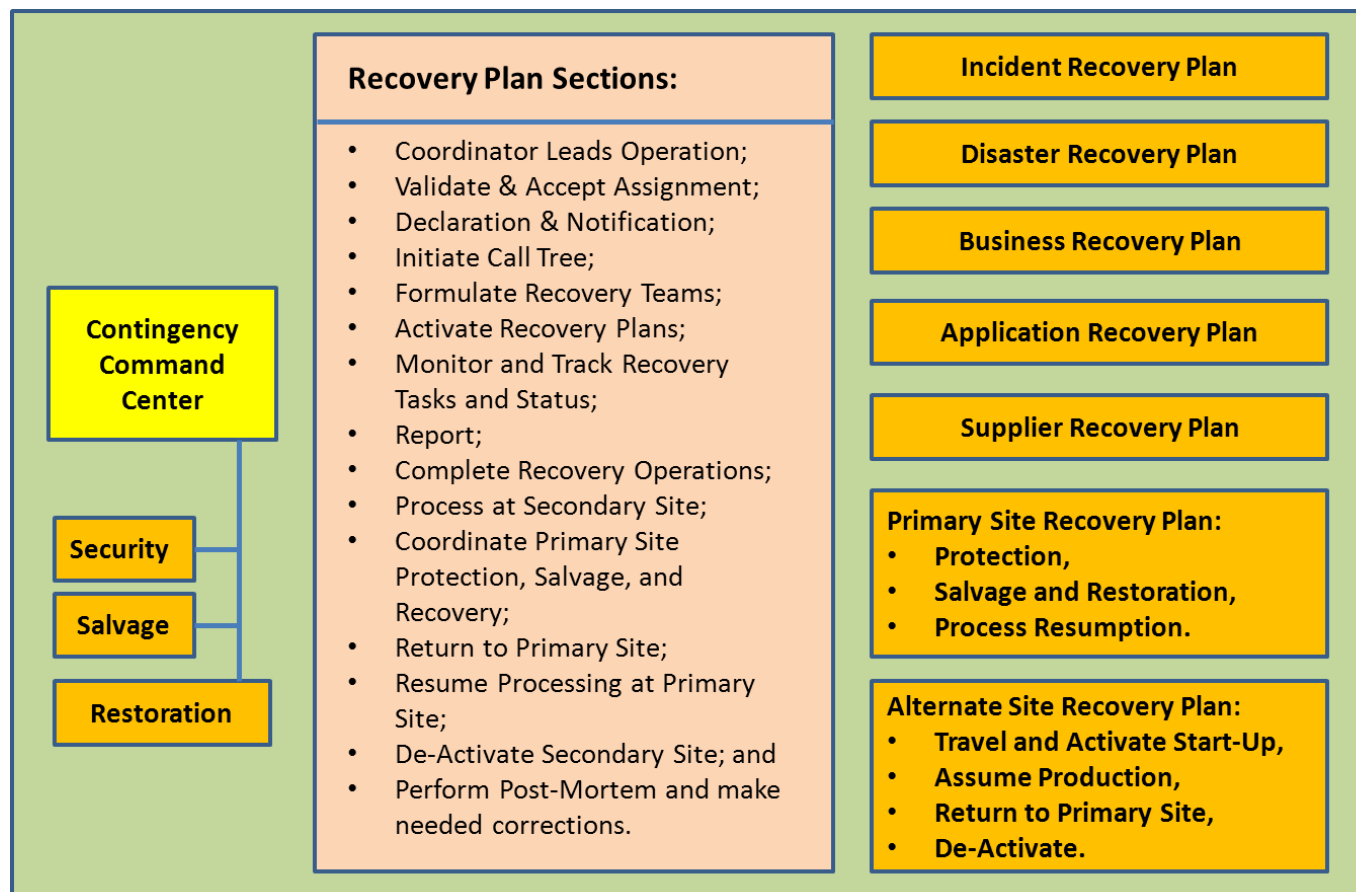 Contingency
Command
Center
Security
Salvage
Restoration
Recovery Plan Sections:
• Coordinator Leads Operation;
• Validate & Accept Assignment;
• Declaration & Notification;
• Initiate Call Tree;
• Formulate Recovery Teams;
• Activate Recovery Plans;
• Monitor and Track Recovery
Tasks and Status;
• Report;
• Complete Recovery Operations;
• Process at Secondary Site;
• Coordinate Primary Site
Protection, Salvage, and
Recovery;
• Return to Primary Site;
• Resume Processing at Primary
Site;
• De-Activate Secondary Site; and
• Perform Post-Mortem and make
needed corrections.
Incident Recovery Plan
Disaster Recovery Plan
Business Recovery Plan
Application Recovery Plan
Supplier Recovery Plan
Primary Site Recovery Plan:
• Protection,
• Salvage and Restoration,
• Process Resumption.
Alternate Site Recovery Plan:
• Travel and Activate Start-Up,
• Assume Production,
• Return to Primary Site,
• De-Activate.